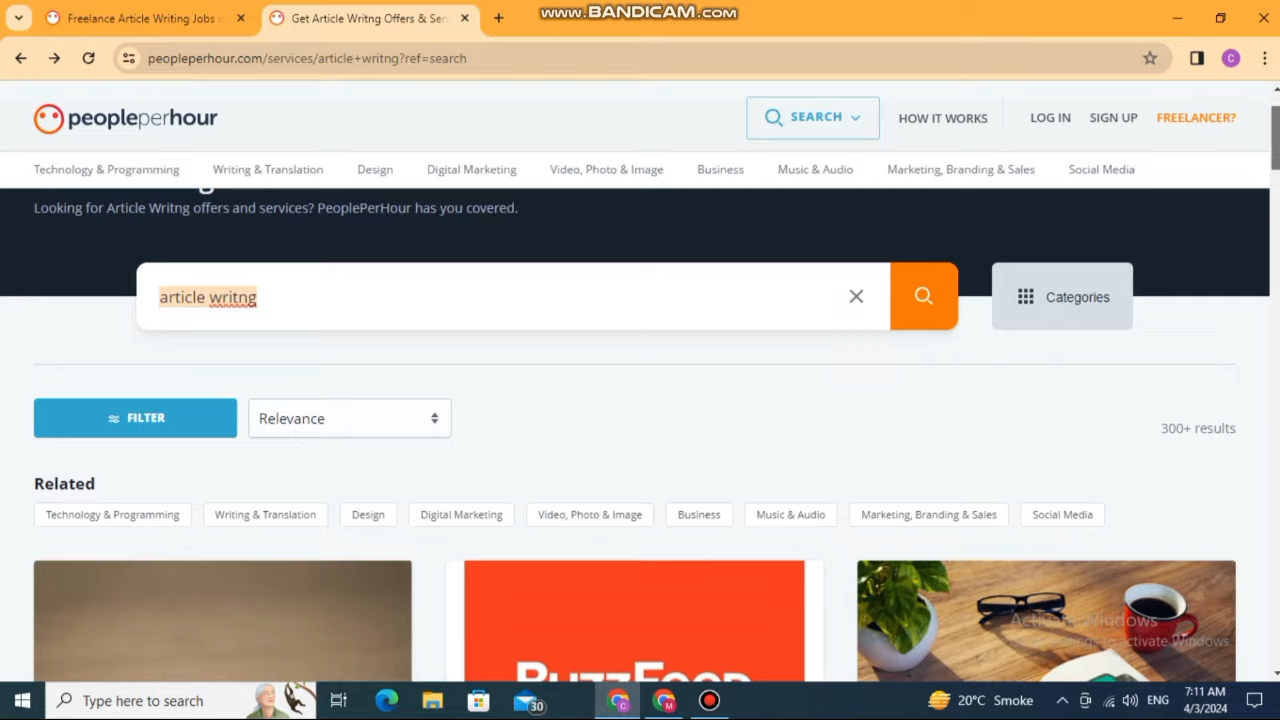 www.BANDICAM.com
Freelance Article Writing Jobs
Get Article Writng Offers & Ser
peopleperhour.com/services/article+writng?ref=search
C
peopleperhour
SEARCH
HOW IT WORKS
LOG IN
SIGN UP
FREELANCER?
Technology & Programming
Writing & Translation
Design
Digital Marketing
Video, Photo & Image
Business
Music & Audio
Marketing, Branding & Sales
Social Media
Looking for Article Writng offers and services? PeoplePerHour has you covered.
article writng
Categories
FILTER
Relevance
300+ results
Related
Technology & Programming
Writing & Translation
Design
Digital Marketing
Video, Photo & Image
Business
Music & Audio
Marketing, Branding & Sales
Social Media
BUZZFEED
Activate Windows
to activate Windows.
Type here to search
30
C
M
20°C Smoke
ENG
7:11 AM
4/3/2024